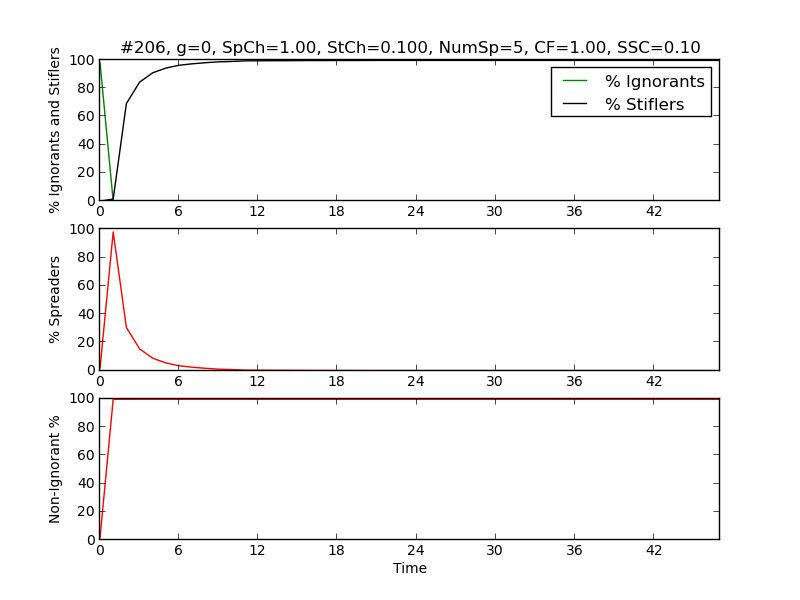 #206, g=0, SpCh=1.00, StCh=0.100, NumSp=5, CF=1.00, SSC=0.10
% Ignorants and Stiflers
100
80
60
40
20
0
% Ignorants
% Stiflers
0 6 12 18 24 30 36 42
% Spreaders
100
80
60
40
20
0
0 6 12 18 24 30 36 42
Non-Ignorant %
100
80
60
40
20
0
0 6 12 18 24 30 36 42
Time